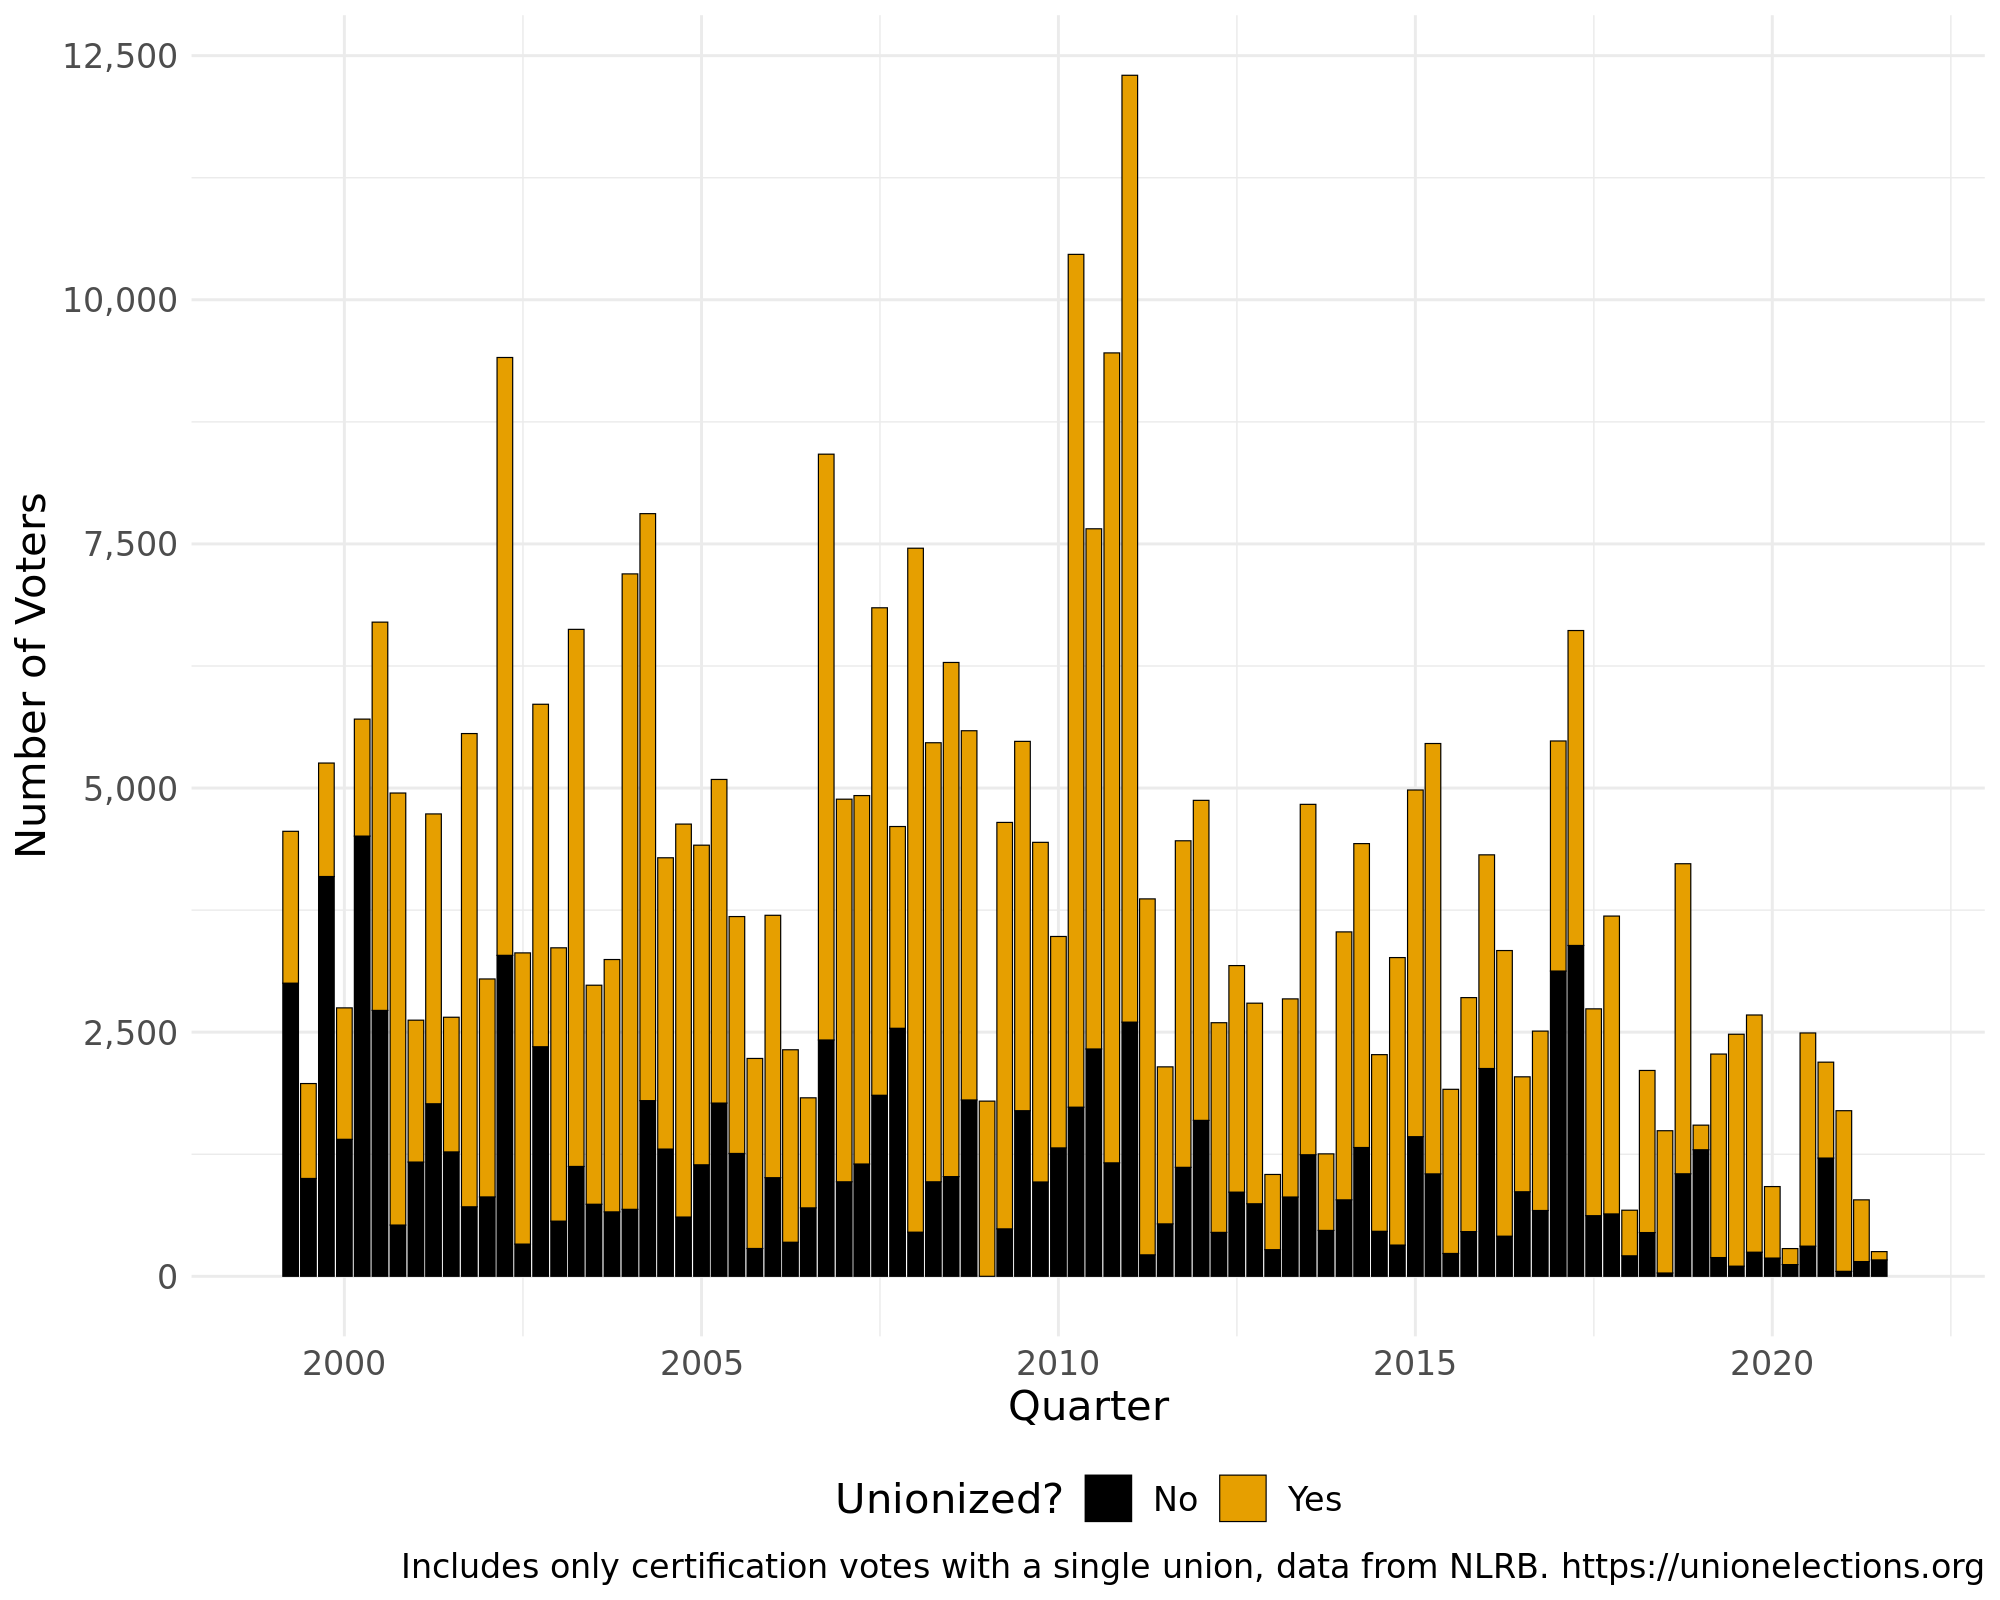 12,500
10,000
7,500
5,000
2,500
0
Number of Voters
2000 2005 2010 2015 2020
Quarter
Unionized? No Yes
Includes only certification votes with a single union, data from NLRB. https://unionelections.org